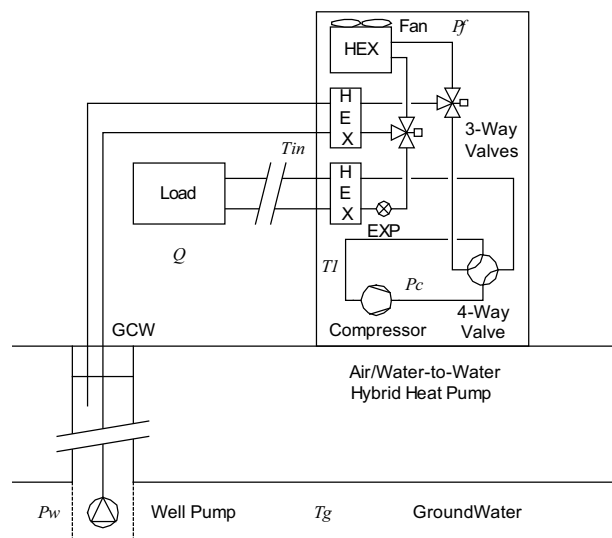 Fan
Pf
HEX
H
E
X
3-Way
Valves
Tin
H
E
X
Load
EXP
Q
T1
Pc
GCW
Compressor
4-Way
Valve
Air/Water-to-Water
Hybrid Heat Pump
Pw
Well Pump
Tg
GroundWater